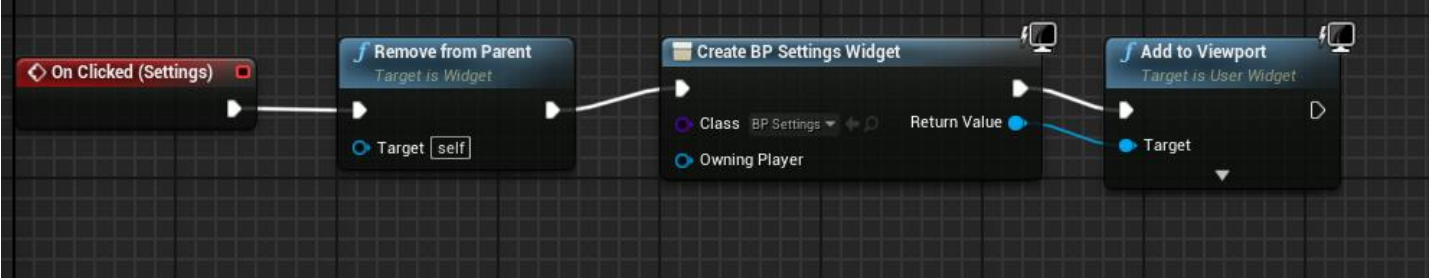 On Clicked (Settings)
Remove from Parent
Target is Widget
Target self
Create BP Settings Widget
Class BP Settings
Return Value
Owning Player
Add to Viewport
Target is User Widget
Target